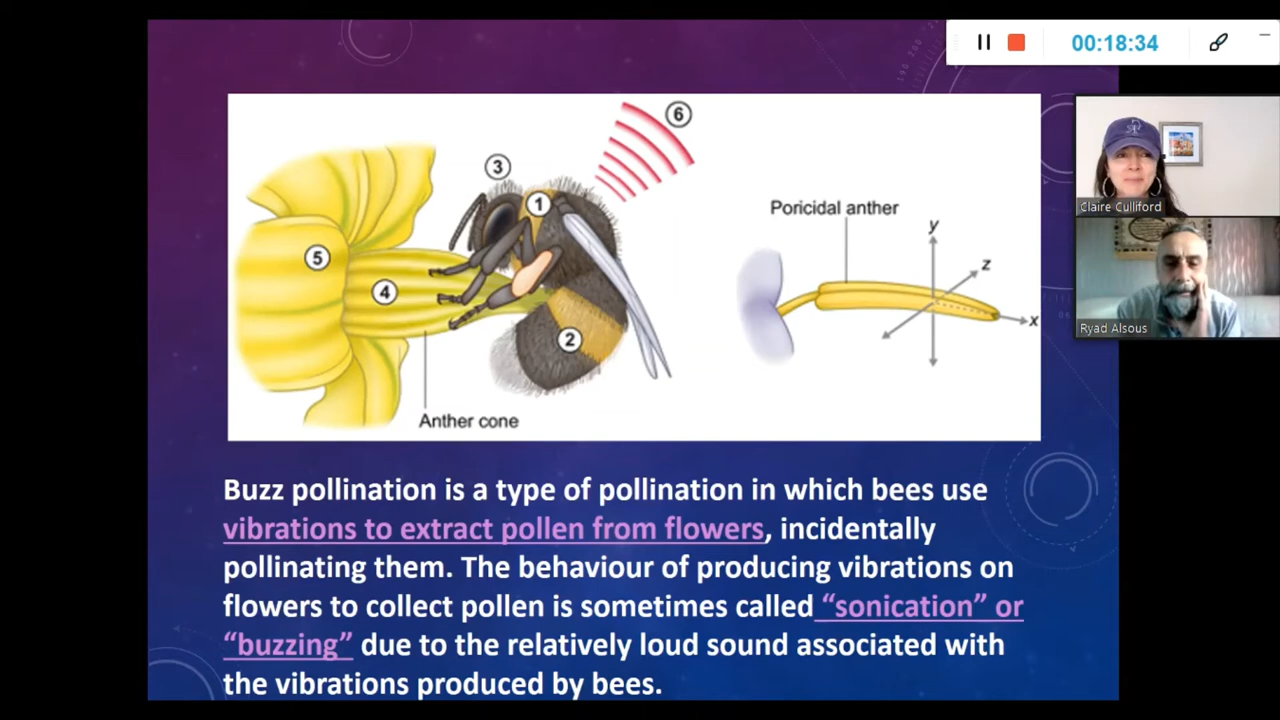 00:18:34
6
3
1
5
4
2
Anther cone
Poricidal anther
y
z
x
Claire Culliford
Ryad Alsous
Buzz pollination is a type of pollination in which bees use
vibrations to extract pollen from flowers, incidentally
pollinating them. The behaviour of producing vibrations on
flowers to collect pollen is sometimes called “sonication” or
“buzzing” due to the relatively loud sound associated with
the vibrations produced by bees.